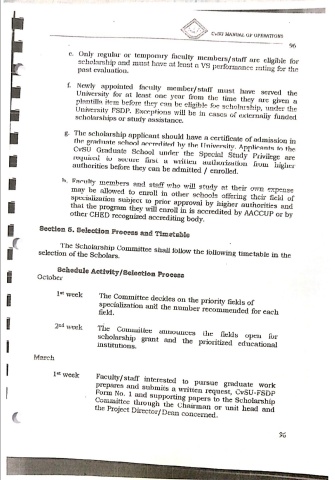 CvSU MANUAL OF OPERATIONS
96
e. Only regular or temporary faculty members/staff are eligible for
scholarship and must have at least a VS performance rating for the
past evaluation.
f. Newly appointed faculty member/staff must have served the
University for at least one year from the time they are given a
plantilla item before they can be eligible for scholarship, under the
University FSDP. Exceptions will be in cases of externally funded
scholarships or study assistance.
g. The scholarship applicant should have a certificate of admission in
the graduate school accredited by the University. Applicants to the
CvSU Graduate School under the Special Study Privilege are
required to secure first a written authorization from higher
authorities before they can be admitted / enrolled.
h. Faculty members and staff who will study at their own expense
may be allowed to enroll in other schools offering their field of
specialization subject to prior approval by higher authorities and
that the program they will enroll in is accredited by AACCUP or by
other CHED recognized accrediting body.
Section 5. Selection Process and Timetable
The Scholarship Committee shall follow the following timetable in the
selection of the Scholars.
Schedule Activity/Selection Process
October
1st week The Committee decides on the priority fields of
specialization and the number recommended for each
field.
2nd week The Committee announces the fields open for
scholarship grant and the prioritized educational
institutions.
March
1st week Faculty/staff interested to pursue graduate work
prepares and submits a written request, CvSU-FSDP
Form No. 1 and supporting papers to the Scholarship
Committee through the Chairman or unit head and
the Project Director/Dean concerned.
96